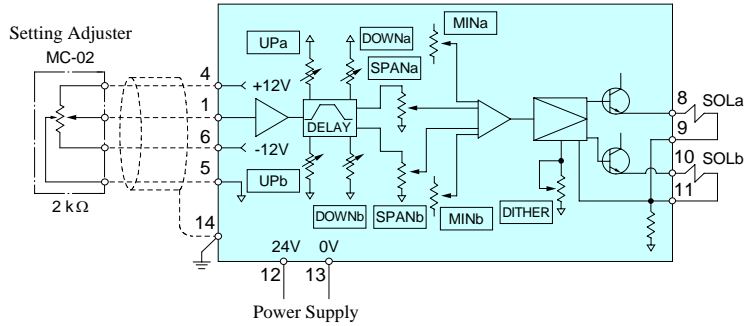 Setting Adjuster
MC-02
2 kΩ
4
1
6
5
14
+12V
-12V
UPa
DOWNa
SPANa
MINa
DELAY
UPb
DOWNb
SPANb
MINb
DITHER
8
SOLa
9
10
SOLb
11
24V
0V
12
13
Power Supply